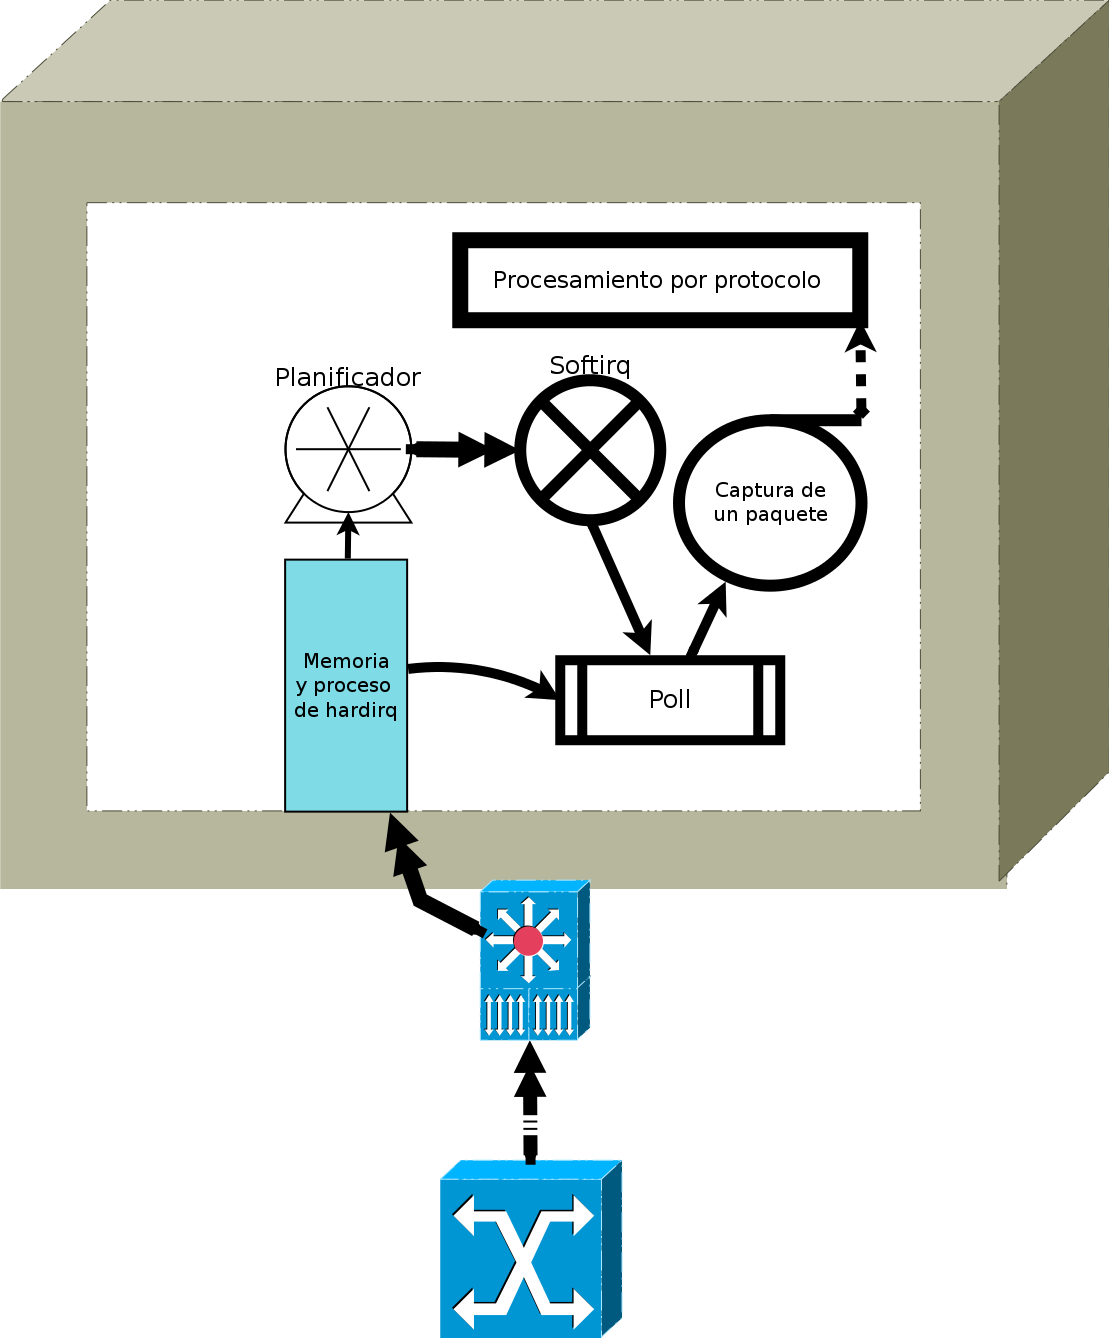 Procesamiento por protocolo
Softirq
Planificador
Captura de
un paquete
Memoria
y proceso
de hardirq
Poll